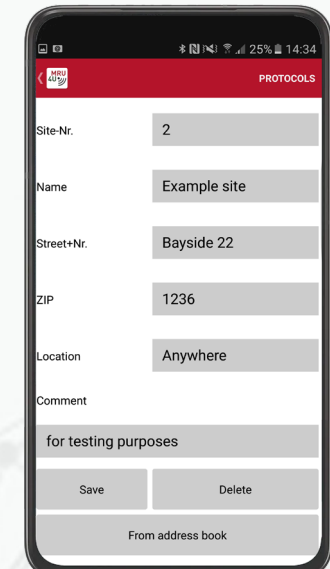 25% 14:34
MRU
4U
PROTOCOLS
Site-Nr. 2
Name Example site
Street+Nr. Bayside 22
ZIP 1236
Location Anywhere
Comment
for testing purposes
Save Delete
From address book